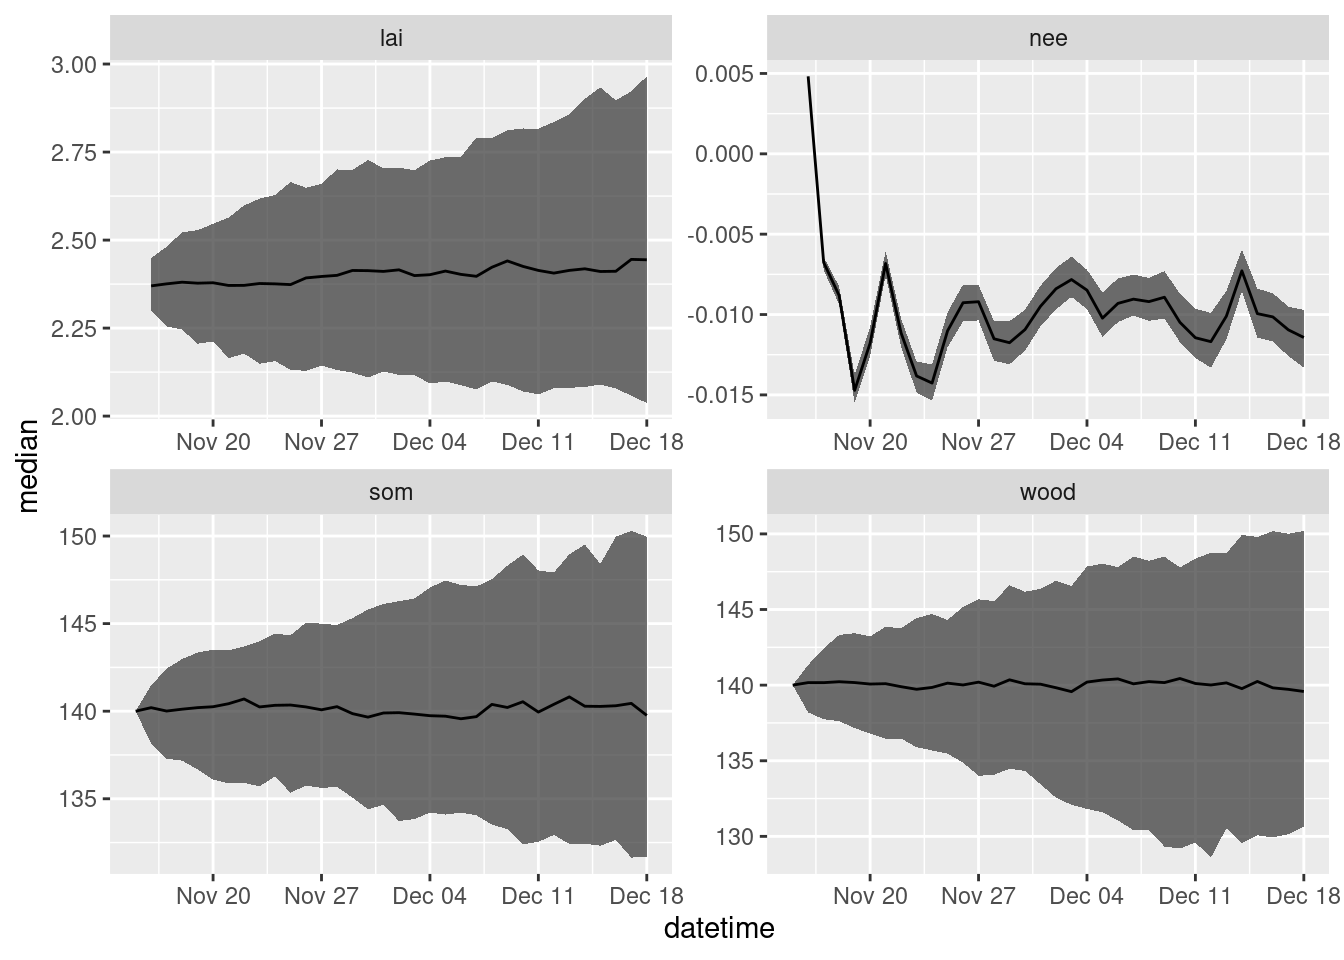 lai
nee
3.00
2.75
2.50
2.25
2.00
0.005
0.000
-0.005
-0.010
-0.015
Nov 20 Nov 27 Dec 04 Dec 11 Dec 18
Nov 20 Nov 27 Dec 04 Dec 11 Dec 18
median
som
wood
150
145
140
135
150
145
140
135
130
Nov 20 Nov 27 Dec 04 Dec 11 Dec 18
Nov 20 Nov 27 Dec 04 Dec 11 Dec 18
datetime